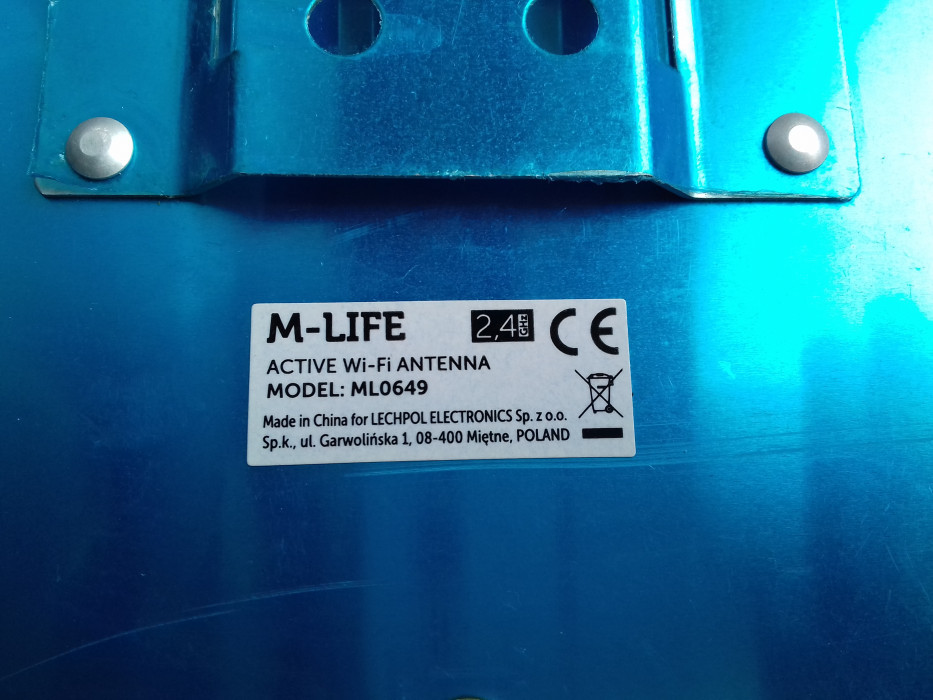 M-LIFE 2,4 GHz CE
ACTIVE Wi-Fi ANTENNA
MODEL: ML0649
Made in China for LECHPOL ELECTRONICS Sp. z o.o.
Sp.k., ul. Garwolińska 1, 08-400 Miętne, POLAND